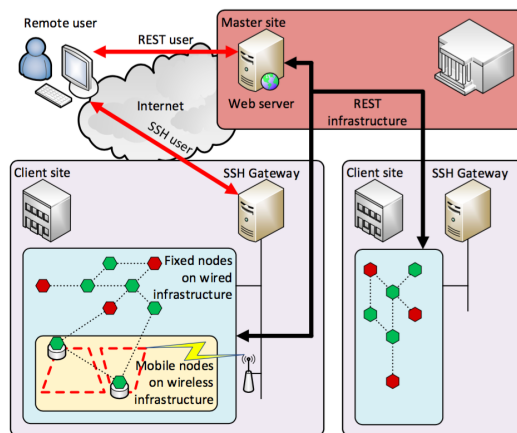 Remote user
REST user
Master site
Internet
Web server
SSH user
REST
infrastructure
Client site
SSH Gateway
Fixed nodes
on wired
infrastructure
Mobile nodes
on wireless
infrastructure
Client site
SSH Gateway